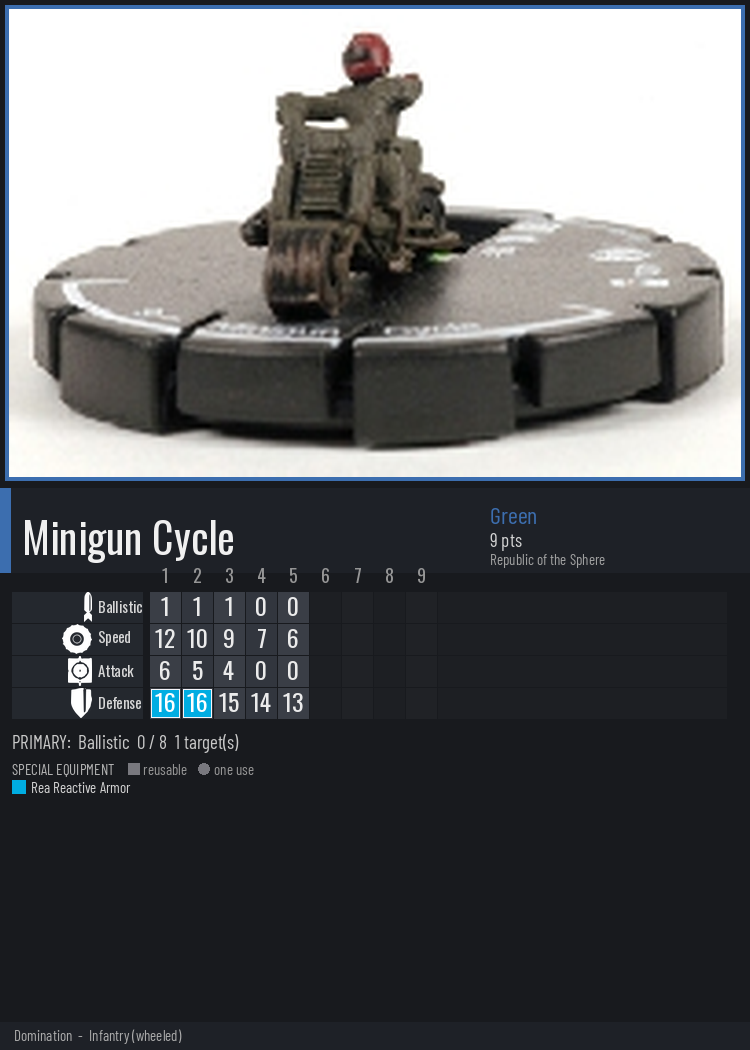 Minigun Cycle
Green
9 pts
Republic of the Sphere
1 2 3 4 5 6 7 8 9
Ballistic 1 1 1 0 0
Speed 12 10 9 7 6
Attack 6 5 4 0 0
Defense 16 16 15 14 13
PRIMARY: Ballistic 0 / 8 1 target(s)
SPECIAL EQUIPMENT reusable one use
Rea Reactive Armor
Domination - Infantry (wheeled)